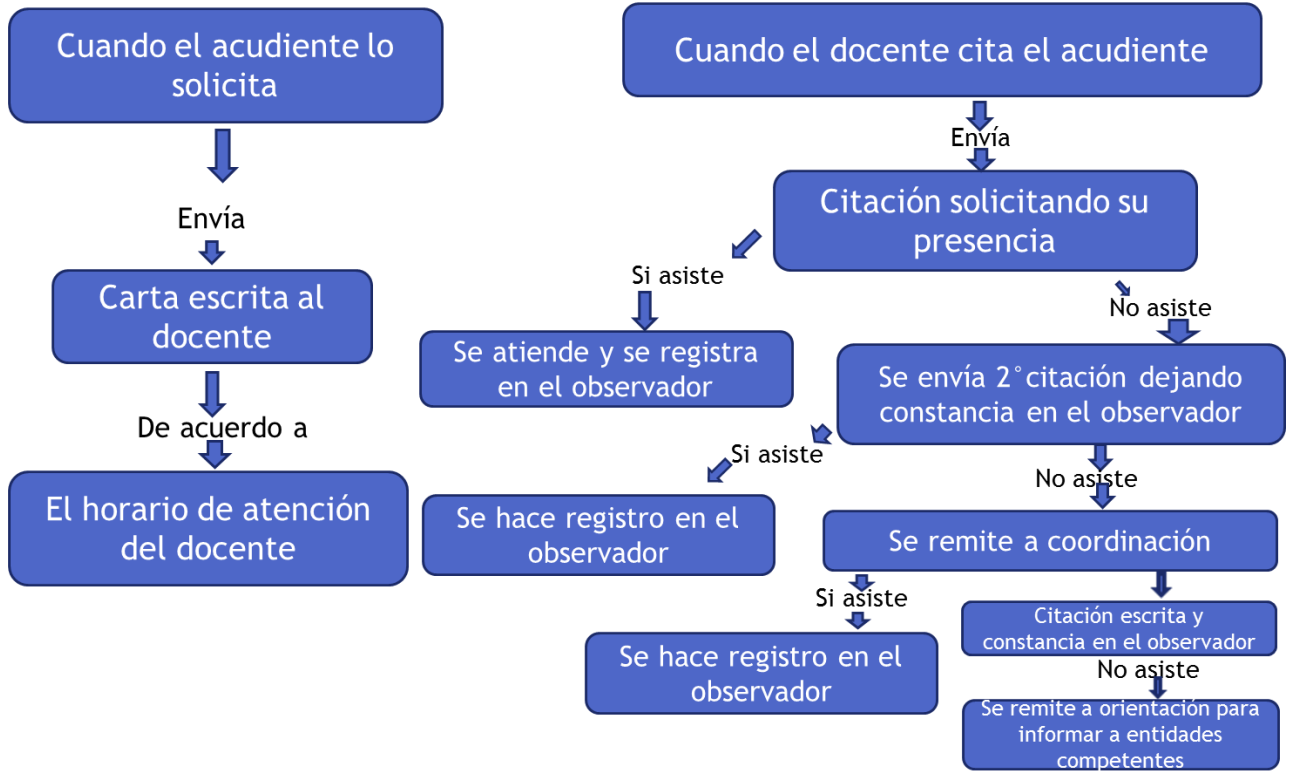 Cuando el acudiente lo
solicita
Envía
Carta escrita al
docente
De acuerdo a
El horario de atención
del docente
Cuando el docente cita el acudiente
Envía
Citación solicitando su
presencia
Si asiste
Se atiende y se registra
en el observador
No asiste
Se envía 2° citación dejando
constancia en el observador
Si asiste
Se hace registro en el
observador
No asiste
Se remite a coordinación
Si asiste
Se hace registro en el
observador
Citación escrita y
constancia en el observador
No asiste
Se remite a orientación para
informar a entidades
competentes